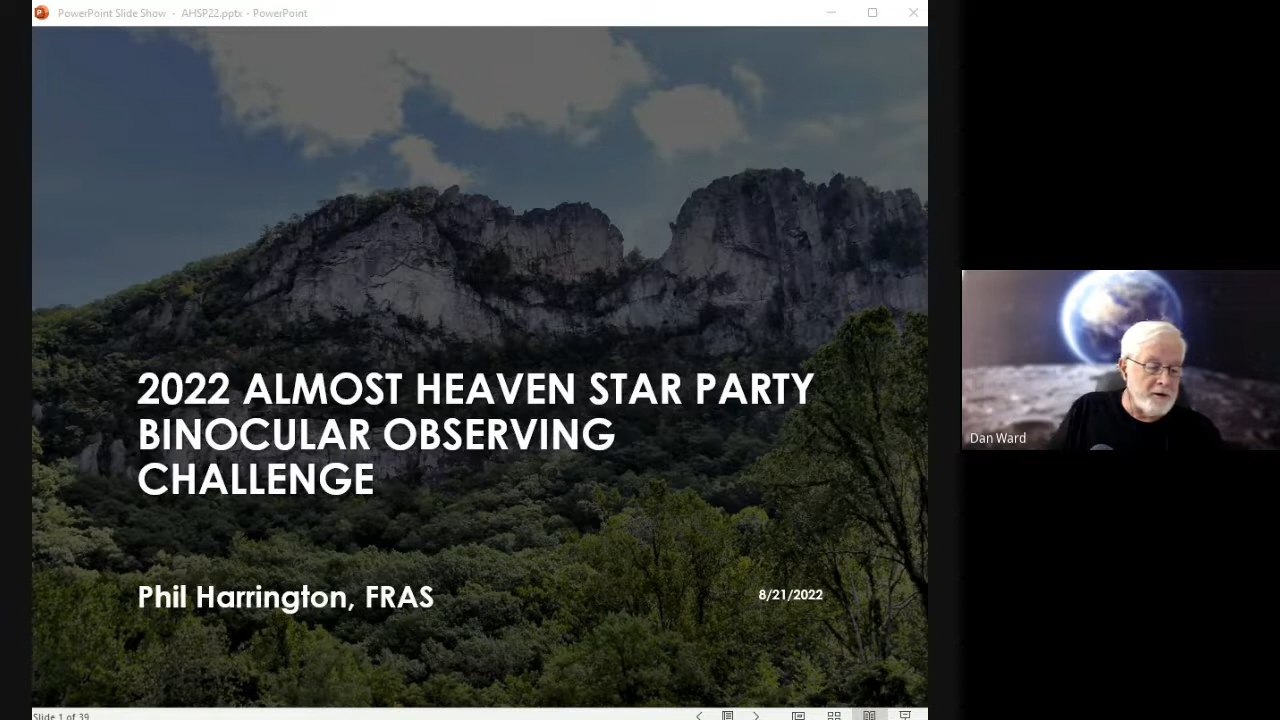 PowerPoint Slide Show - AHSP22.pptx - PowerPoint
2022 ALMOST HEAVEN STAR PARTY
BINOCULAR OBSERVING
CHALLENGE
Phil Harrington, FRAS
8/21/2022
Dan Ward
Slide 1 of 39